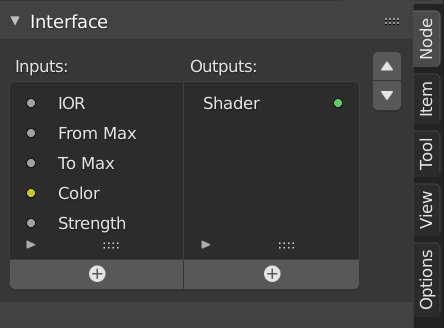 Interface
Inputs:
Outputs:
IOR
From Max
To Max
Color
Strength
Shader
Node
Item
Tool
View
Options